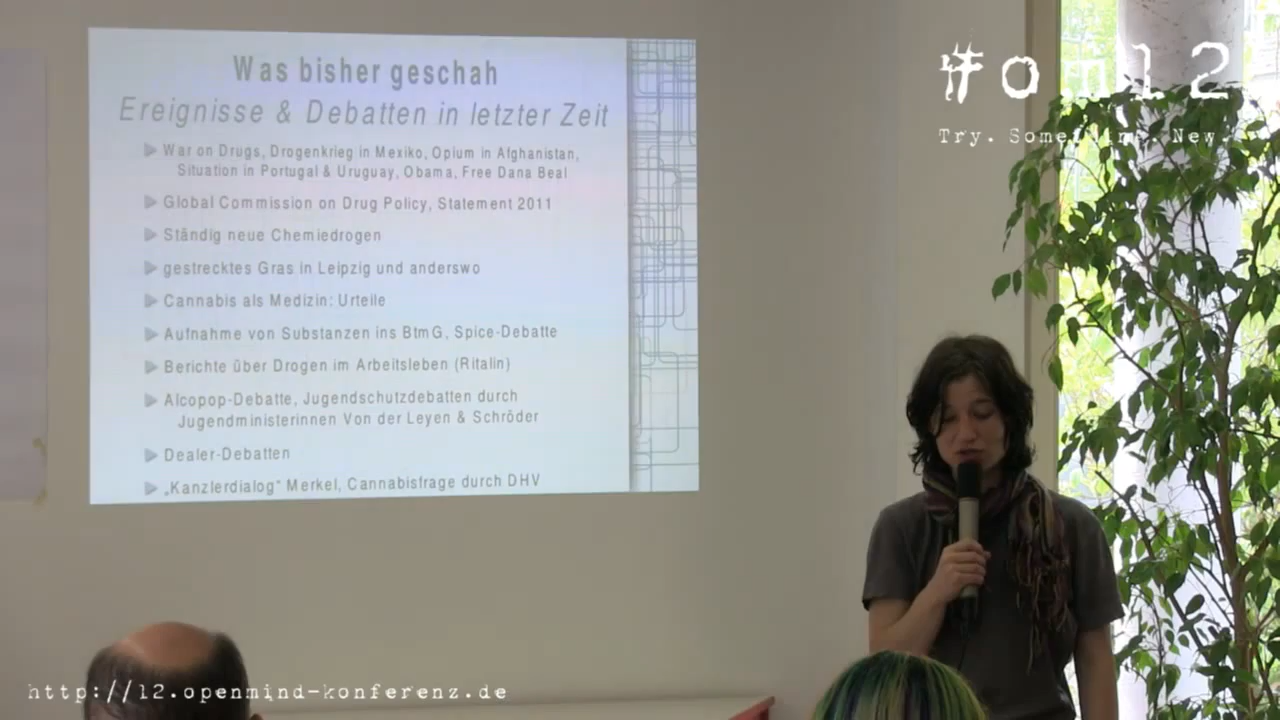 Was bisher geschah
Ereignisse & Debatten in letzter Zeit
War on Drugs, Drogenkrieg in Mexiko, Opium in Afghanistan,
Situation in Portugal & Uruguay, Obama, Free Dana Beal
Global Commission on Drug Policy, Statement 2011
Ständig neue Chemiedrogen
gestrecktes Gras in Leipzig und anderswo
Cannabis als Medizin: Urteile
Aufnahme von Substanzen ins BtmG, Spice-Debatte
Berichte über Drogen im Arbeitsleben (Ritalin)
Alcopop-Debatte, Jugendschutzdebatten durch
Jugendministerinnen Von der Leyen & Schröder
Dealer-Debatten
„Kanzlerdialog“ Merkel, Cannabisfrage durch DHV
#om12
Try. Something. New.
http://12.openmind-konferenz.de